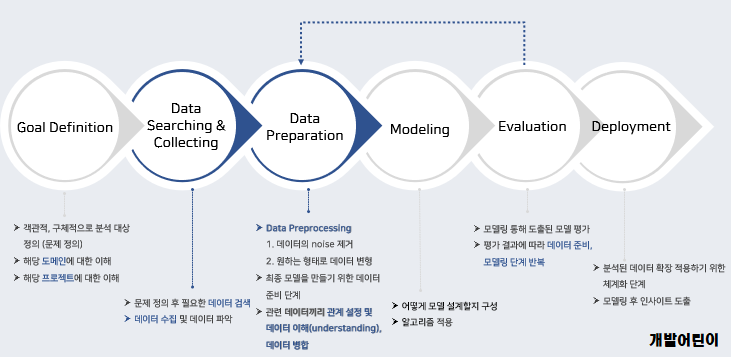 Goal Definition
Data
Searching &
Collecting
Data
Preparation
Modeling
Evaluation
Deployment
➢ 객관적, 구체적으로 분석 대상
정의 (문제 정의)
➢ 해당 도메인에 대한 이해
➢ 해당 프로젝트에 대한 이해
➢ 문제 정의 후 필요한 데이터 검색
➢ 데이터 수집 및 데이터 파악
➢ Data Preprocessing
1. 데이터의 noise 제거
2. 원하는 형태로 데이터 변형
➢ 최종 모델을 만들기 위한 데이터
준비 단계
➢ 관련 데이터끼리 관계 설정 및
데이터 이해(understanding),
데이터 병합
➢ 어떻게 모델 설계할지 구성
➢ 알고리즘 적용
➢ 모델링 통해 도출된 모델 평가
➢ 평가 결과에 따라 데이터 준비,
모델링 단계 반복
➢ 분석된 데이터 확장 적용하기 위한
체계화 단계
➢ 모델링 후 인사이트 도출
개발어린이